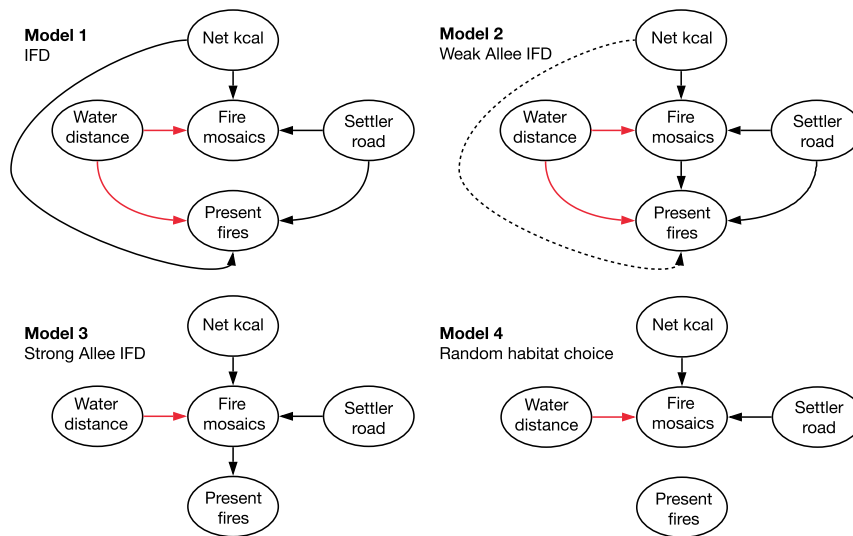 Model 1
IFD
Net kcal
Water
distance
Fire
mosaics
Settler
road
Present
fires
Model 2
Weak Allee IFD
Net kcal
Water
distance
Fire
mosaics
Settler
road
Present
fires
Model 3
Strong Allee IFD
Net kcal
Water
distance
Fire
mosaics
Settler
road
Present
fires
Model 4
Random habitat choice
Net kcal
Water
distance
Fire
mosaics
Settler
road
Present
fires